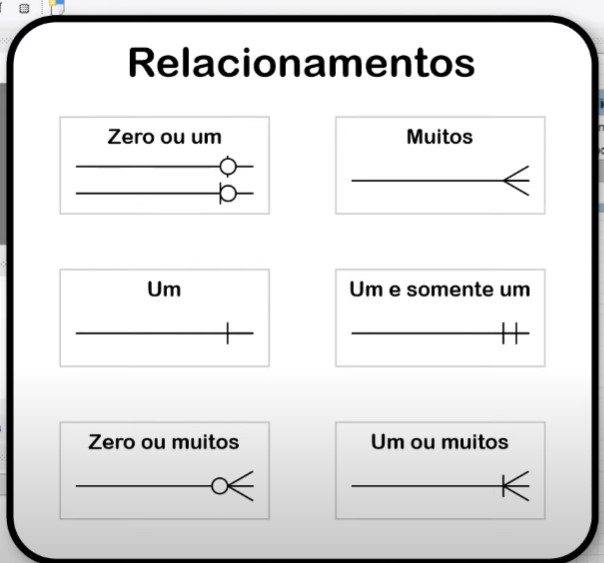 Relacionamentos
Zero ou um
Muitos
Um
Um e somente um
Zero ou muitos
Um ou muitos